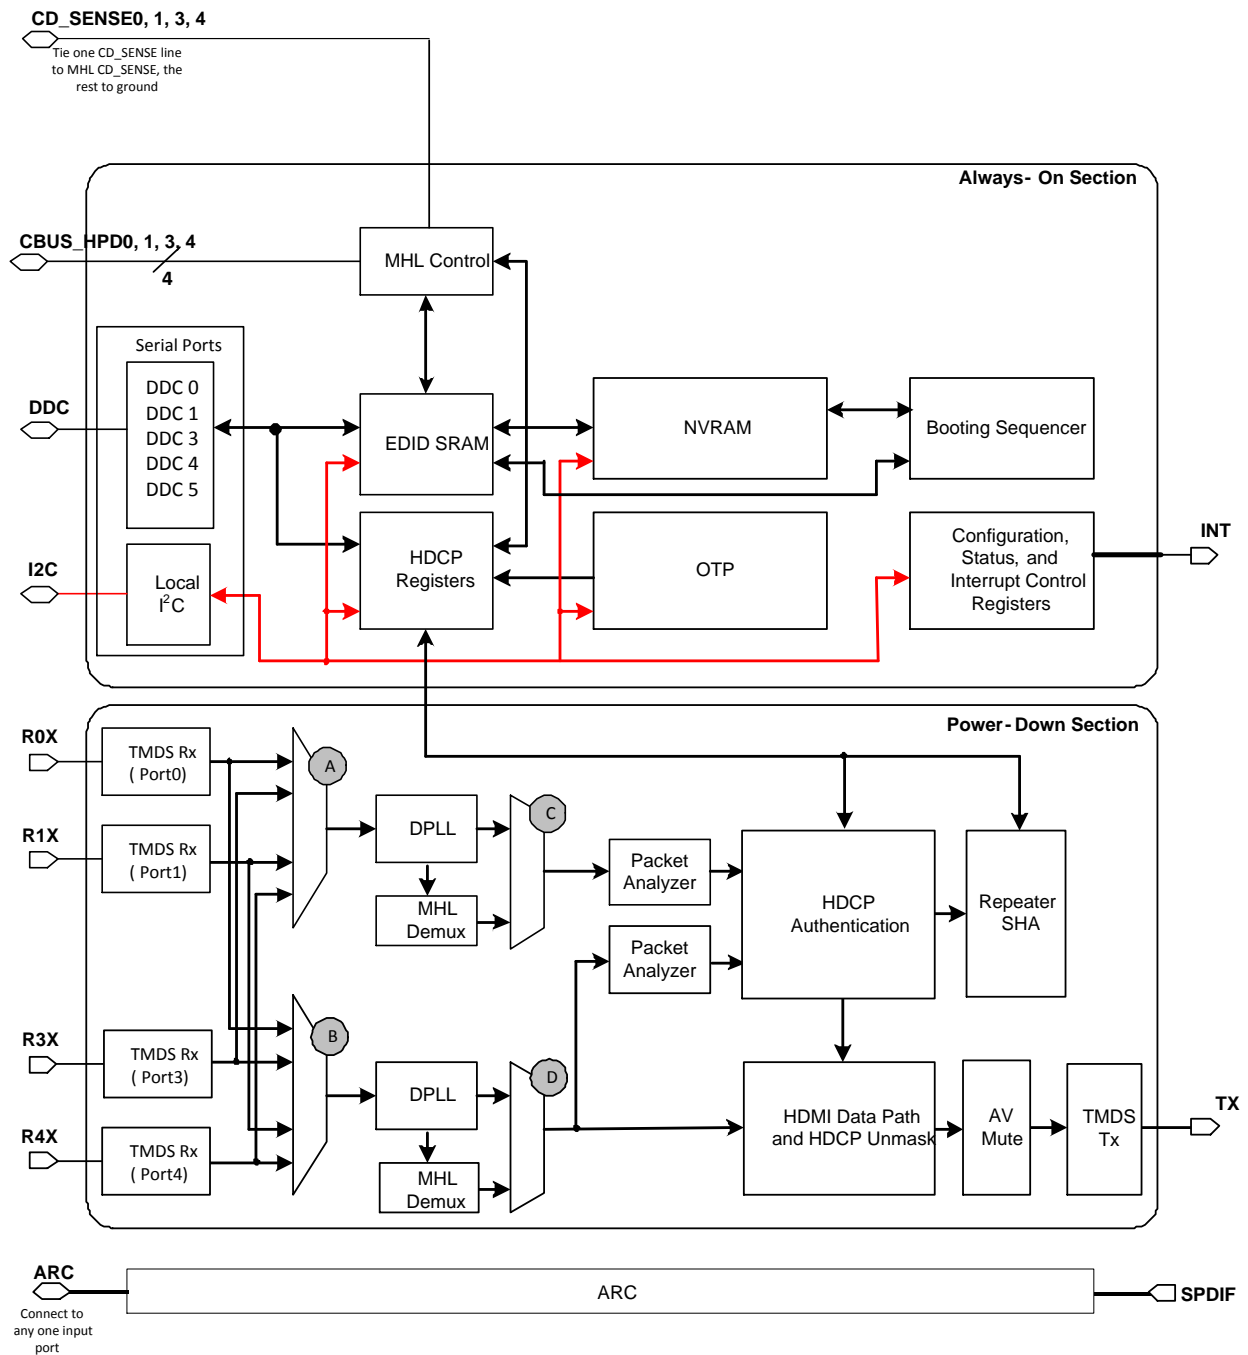 CD_SENSE0, 1, 3, 4
Tie one CD_SENSE line
to MHL CD_SENSE, the
rest to ground
Always- On Section
CBUS_HPD0, 1, 3, 4
4
MHL Control
Serial Ports
DDC 0
DDC 1
DDC 3
DDC 4
DDC 5
DDC
EDID SRAM
NVRAM
Booting Sequencer
I2C
Local
I²C
HDCP
Registers
OTP
Configuration,
Status, and
Interrupt Control
Registers
INT
Power- Down Section
R0X
TMDS Rx
( Port0)
A
R1X
TMDS Rx
( Port1)
DPLL
MHL
Demux
C
Packet
Analyzer
Packet
Analyzer
HDCP
Authentication
Repeater
SHA
R3X
TMDS Rx
( Port3)
B
R4X
TMDS Rx
( Port4)
DPLL
MHL
Demux
D
HDMI Data Path
and HDCP Unmask
AV
Mute
TMDS
Tx
TX
ARC
Connect to
any one input
port
ARC
SPDIF